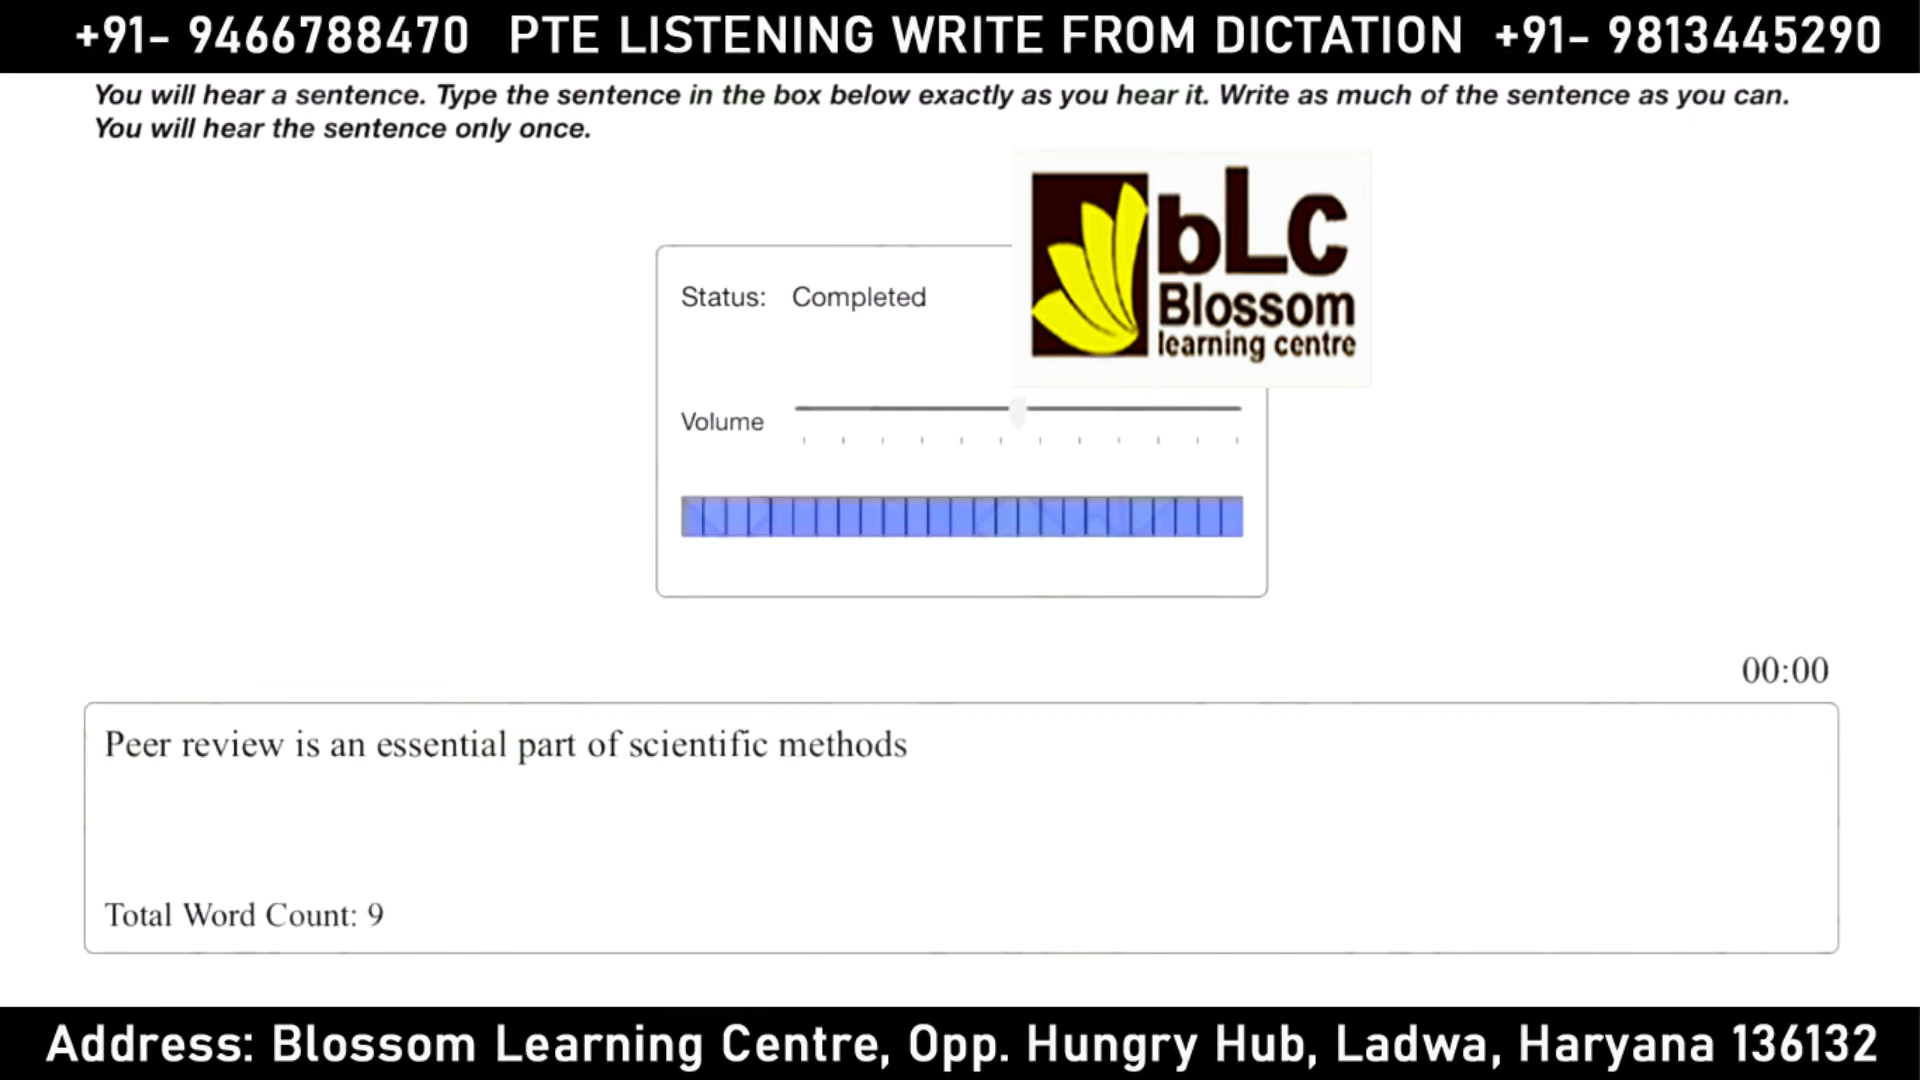 +91- 9466788470 PTE LISTENING WRITE FROM DICTATION +91- 9813445290
You will hear a sentence. Type the sentence in the box below exactly as you hear it. Write as much of the sentence as you can.
You will hear the sentence only once.
bLC
Blossom
learning centre
Status: Completed
Volume
00:00
Peer review is an essential part of scientific methods
Total Word Count: 9
Address: Blossom Learning Centre, Opp. Hungry Hub, Ladwa, Haryana 136132